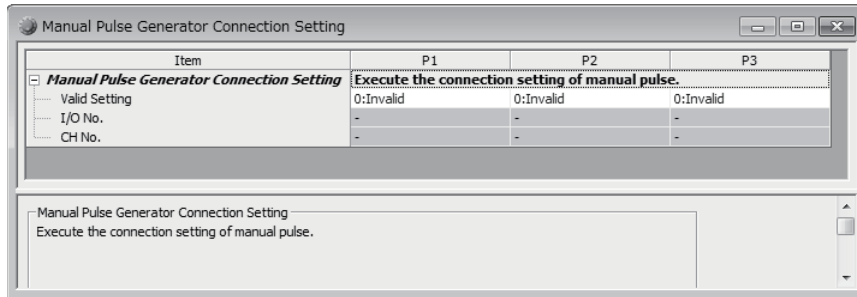 Manual Pulse Generator Connection Setting
Item P1 P2 P3
Manual Pulse Generator Connection Setting Execute the connection setting of manual pulse.
Valid Setting 0:Invalid 0:Invalid 0:Invalid
I/O No. - - -
CH No. - - -
Manual Pulse Generator Connection Setting
Execute the connection setting of manual pulse.